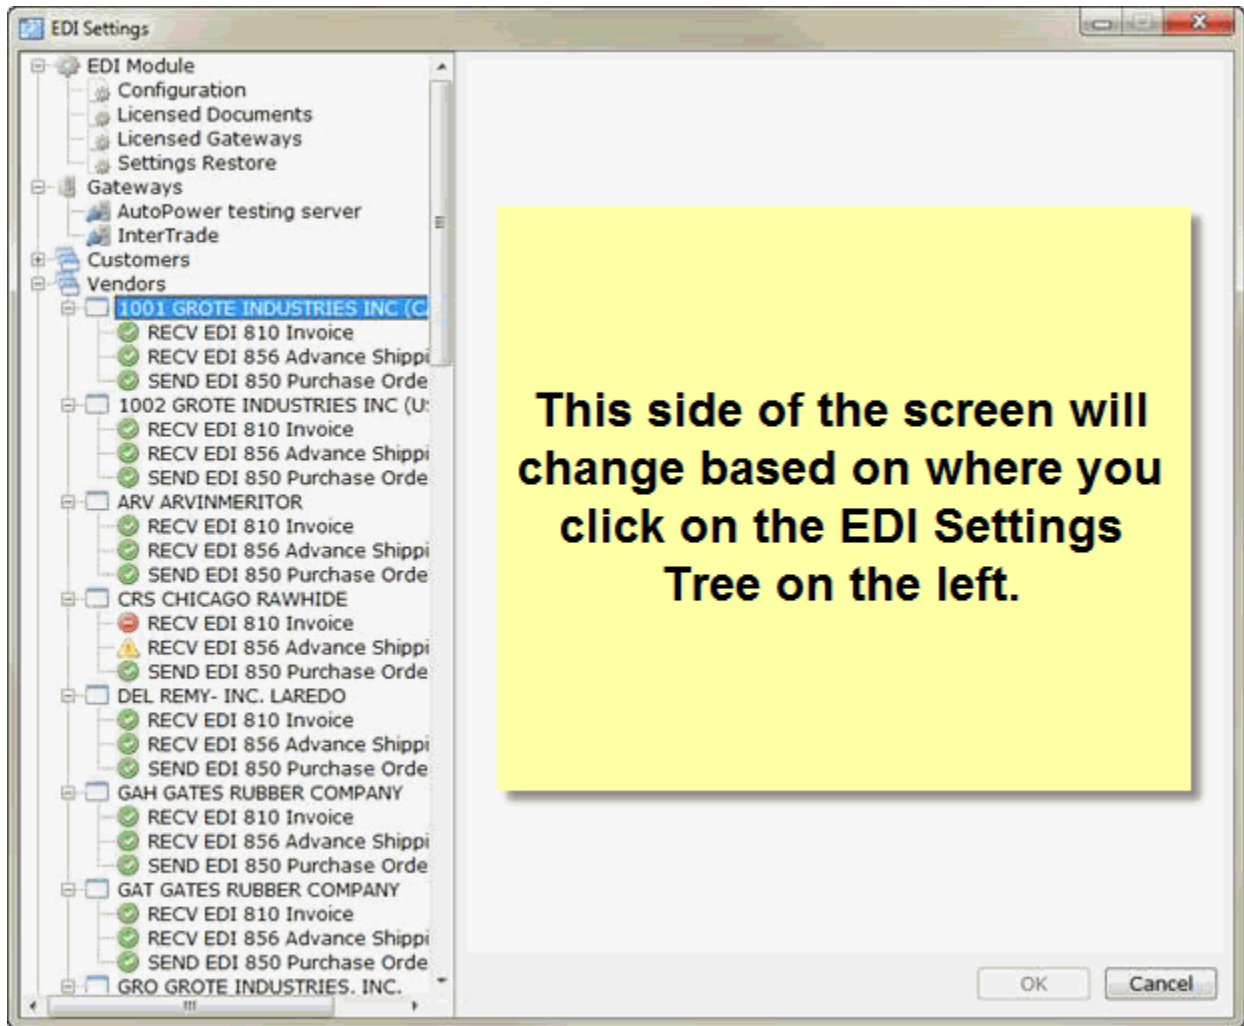 EDI Settings
EDI Module
Configuration
Licensed Documents
Licensed Gateways
Settings Restore
Gateways
AutoPower testing server
InterTrade
Customers
Vendors
1001 GROTE INDUSTRIES INC (CA
RECV EDI 810 Invoice
RECV EDI 856 Advance Shippi
SEND EDI 850 Purchase Orde
1002 GROTE INDUSTRIES INC (U
RECV EDI 810 Invoice
RECV EDI 856 Advance Shippi
SEND EDI 850 Purchase Orde
ARV ARVINMERITOR
RECV EDI 810 Invoice
RECV EDI 856 Advance Shippi
SEND EDI 850 Purchase Orde
CRS CHICAGO RAWHIDE
RECV EDI 810 Invoice
RECV EDI 856 Advance Shippi
SEND EDI 850 Purchase Orde
DEL REMY- INC. LAREDO
RECV EDI 810 Invoice
RECV EDI 856 Advance Shippi
SEND EDI 850 Purchase Orde
GAH GATES RUBBER COMPANY
RECV EDI 810 Invoice
RECV EDI 856 Advance Shippi
SEND EDI 850 Purchase Orde
GAT GATES RUBBER COMPANY
RECV EDI 810 Invoice
RECV EDI 856 Advance Shippi
SEND EDI 850 Purchase Orde
GRO GROTE INDUSTRIES. INC.
This side of the screen will
change based on where you
click on the EDI Settings
Tree on the left.
OK
Cancel